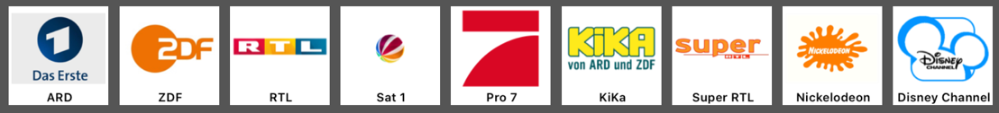 Das Erste
ARD
ZDF
ZDF
RTL
RTL
Sat 1
Pro 7
KiKA
von ARD und ZDF
KiKa
super
RTL
Super RTL
NICKELODEON
Nickelodeon
Disney
CHANNEL
Disney Channel